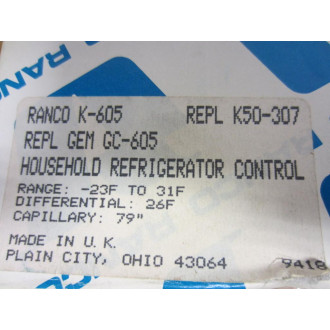 RANCO K-605 REPL K50-307
REPL GEM GC-605
HOUSEHOLD REFRIGERATOR CONTROL
RANGE: -23F TO 31F
DIFFERENTIAL: 26F
CAPILLARY: 79"
MADE IN U.K.
PLAIN CITY, OHIO 43064 9418